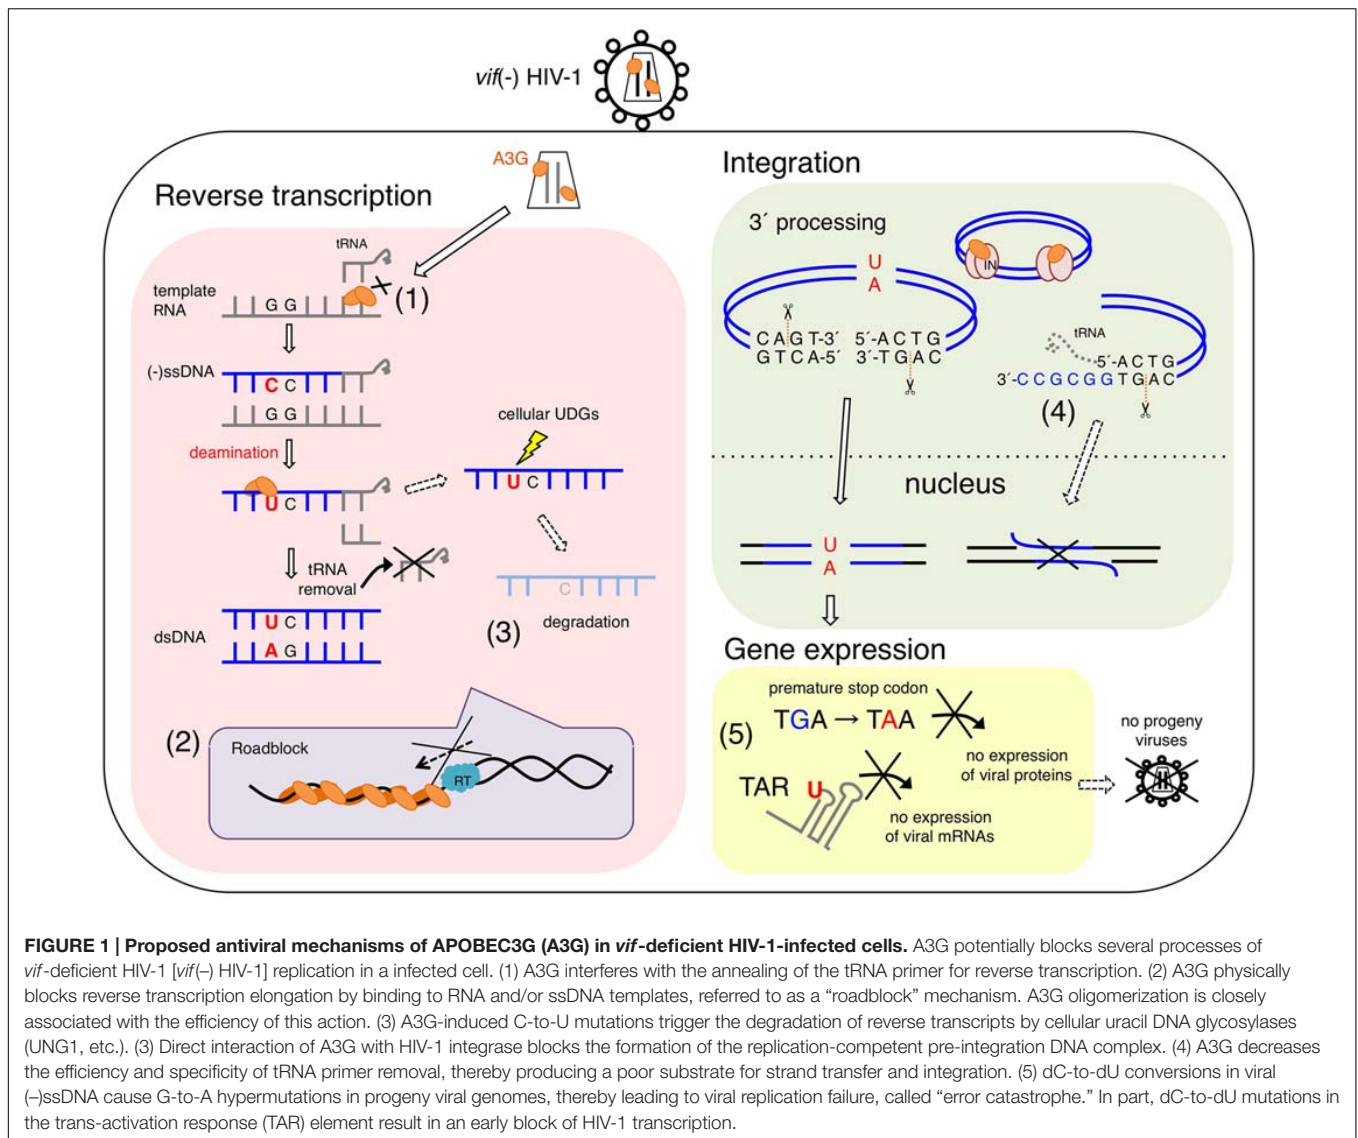 vif(-) HIV-1
A3G
Reverse transcription
tRNA
(1)
template
RNA
G G
(-)ssDNA
C C
G G
deamination
U C
cellular UDGs
U C
tRNA
removal
C
degradation
(3)
dsDNA
U C
A G
(2)
Roadblock
RT
Integration
3´ processing
U
A
IN
C A G T-3´ 5´-A C T G
G T C A-5´ 3´-T G A C
tRNA
5´-A C T G
3´-C C G C G G T G A C
(4)
nucleus
U
A
Gene expression
premature stop codon
TGA → TAA
(5)
no expression
of viral proteins
TAR U
no expression
of viral mRNAs
no progeny
viruses
FIGURE 1 | Proposed antiviral mechanisms of APOBEC3G (A3G) in vif-deficient HIV-1-infected cells. A3G potentially blocks several processes of
vif-deficient HIV-1 [vif(–) HIV-1] replication in a infected cell. (1) A3G interferes with the annealing of the tRNA primer for reverse transcription. (2) A3G physically
blocks reverse transcription elongation by binding to RNA and/or ssDNA templates, referred to as a “roadblock” mechanism. A3G oligomerization is closely
associated with the efficiency of this action. (3) A3G-induced C-to-U mutations trigger the degradation of reverse transcripts by cellular uracil DNA glycosylases
(UNG1, etc.). (3) Direct interaction of A3G with HIV-1 integrase blocks the formation of the replication-competent pre-integration DNA complex. (4) A3G decreases
the efficiency and specificity of tRNA primer removal, thereby producing a poor substrate for strand transfer and integration. (5) dC-to-dU conversions in viral
(–)ssDNA cause G-to-A hypermutations in progeny viral genomes, thereby leading to viral replication failure, called “error catastrophe.” In part, dC-to-dU mutations in
the trans-activation response (TAR) element result in an early block of HIV-1 transcription.